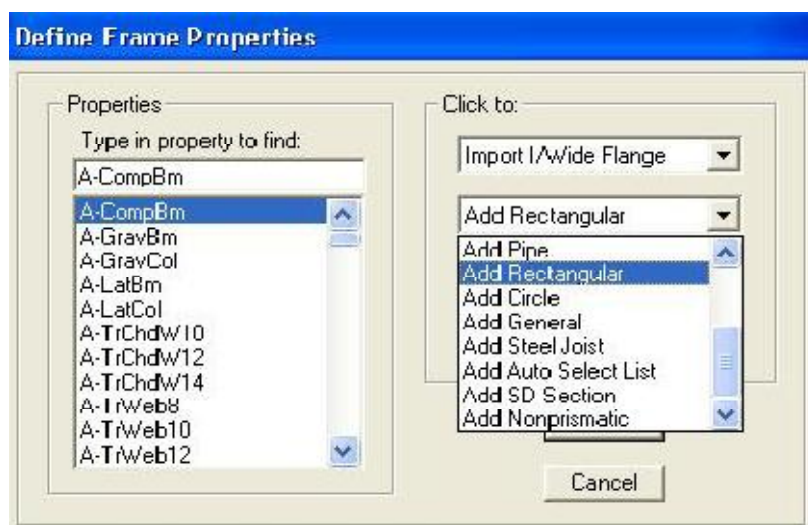 Define Frame Properties
Properties
Type in property to find:
A-CompBm
A-CompBm
A-GravBm
A-GravCol
A-LatBm
A-LatCol
A-TrChdW10
A-TrChdW12
A-TrChdW14
A-TrWeb8
A-TrWeb10
A-TrWeb12
Click to:
Import I/Wide Flange
Add Rectangular
Add Pipe
Add Rectangular
Add Circle
Add General
Add Steel Joist
Add Auto Select List
Add SD Section
Add Nonprismatic
Cancel